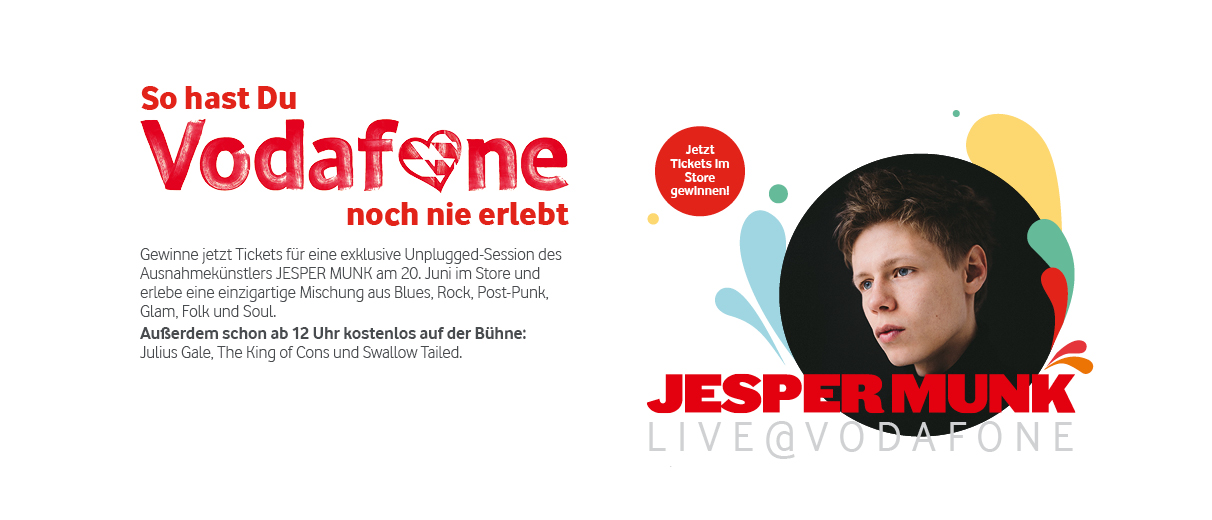 So hast Du
Vodafone
noch nie erlebt
Gewinne jetzt Tickets für eine exklusive Unplugged-Session des
Ausnahmekünstlers JESPER MUNK am 20. Juni im Store und
erlebe eine einzigartige Mischung aus Blues, Rock, Post-Punk,
Glam, Folk und Soul.
Außerdem schon ab 12 Uhr kostenlos auf der Bühne:
Julius Gale, The King of Cons und Swallow Tailed.
Jetzt
Tickets im
Store
gewinnen!
JESPER MUNK
LIVE@VODAFONE